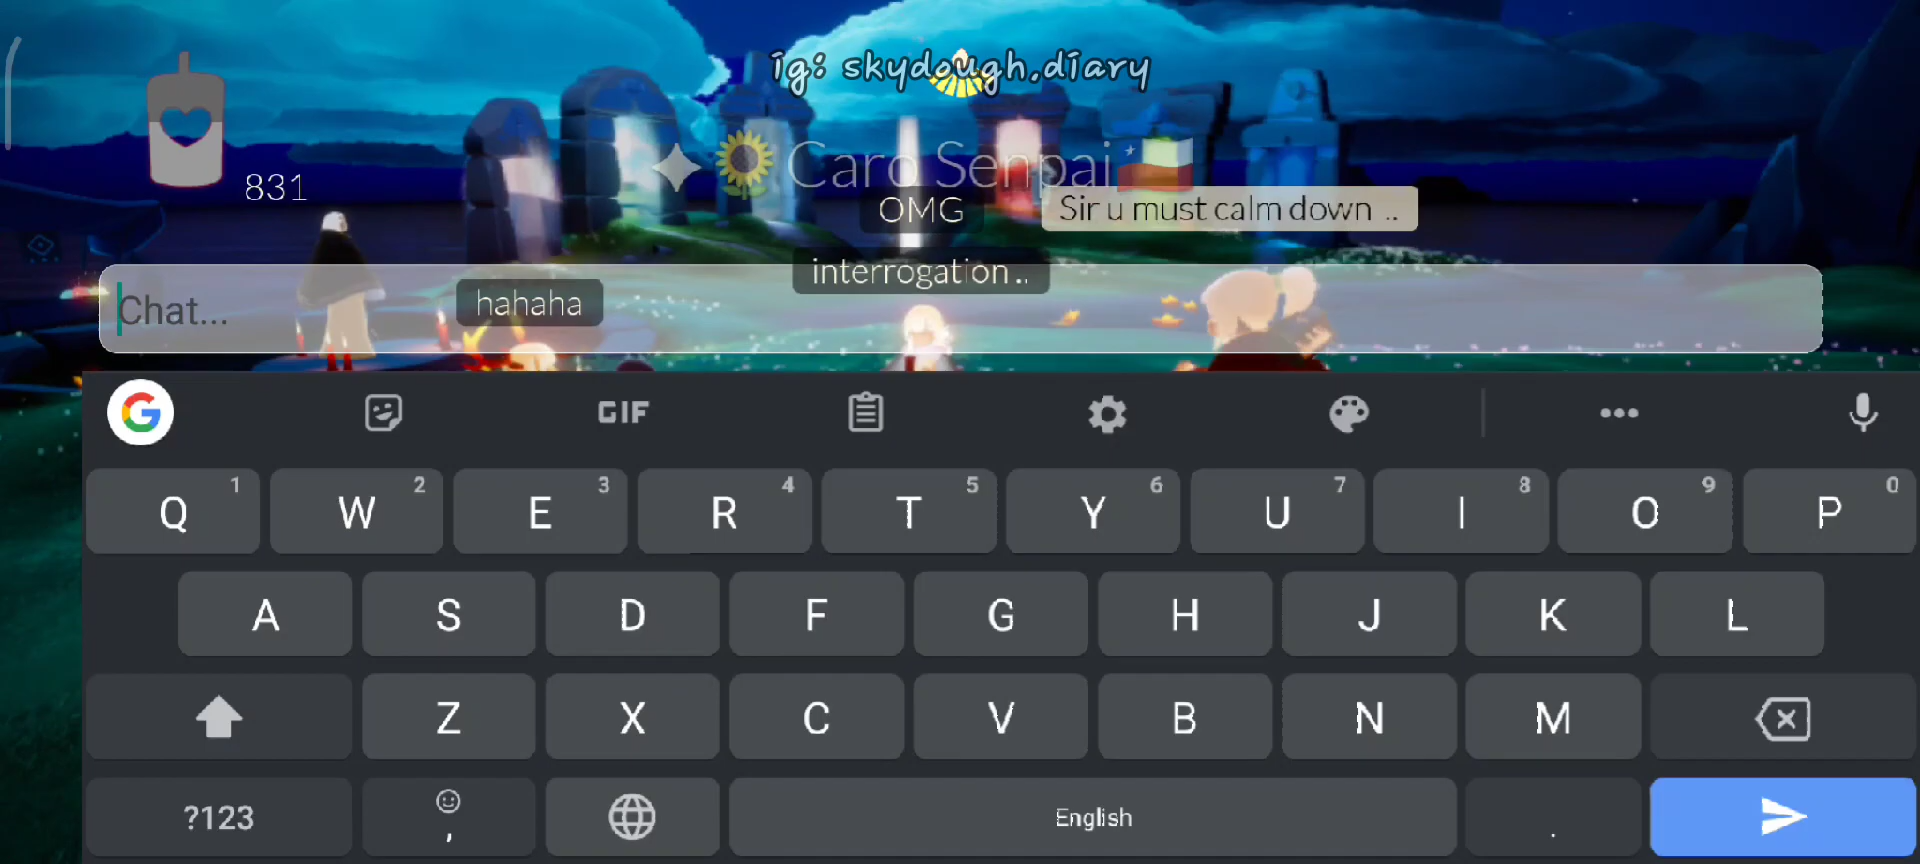 ig: skydough.diary
Caro Senpai
831
OMG
Sir u must calm down ..
interrogation ..
hahaha
Chat...
GIF
Q 1 W 2 E 3 R 4 T 5 Y 6 U 7 I 8 O 9 P 0
A S D F G H J K L
Z X C V B N M
?123 , English .